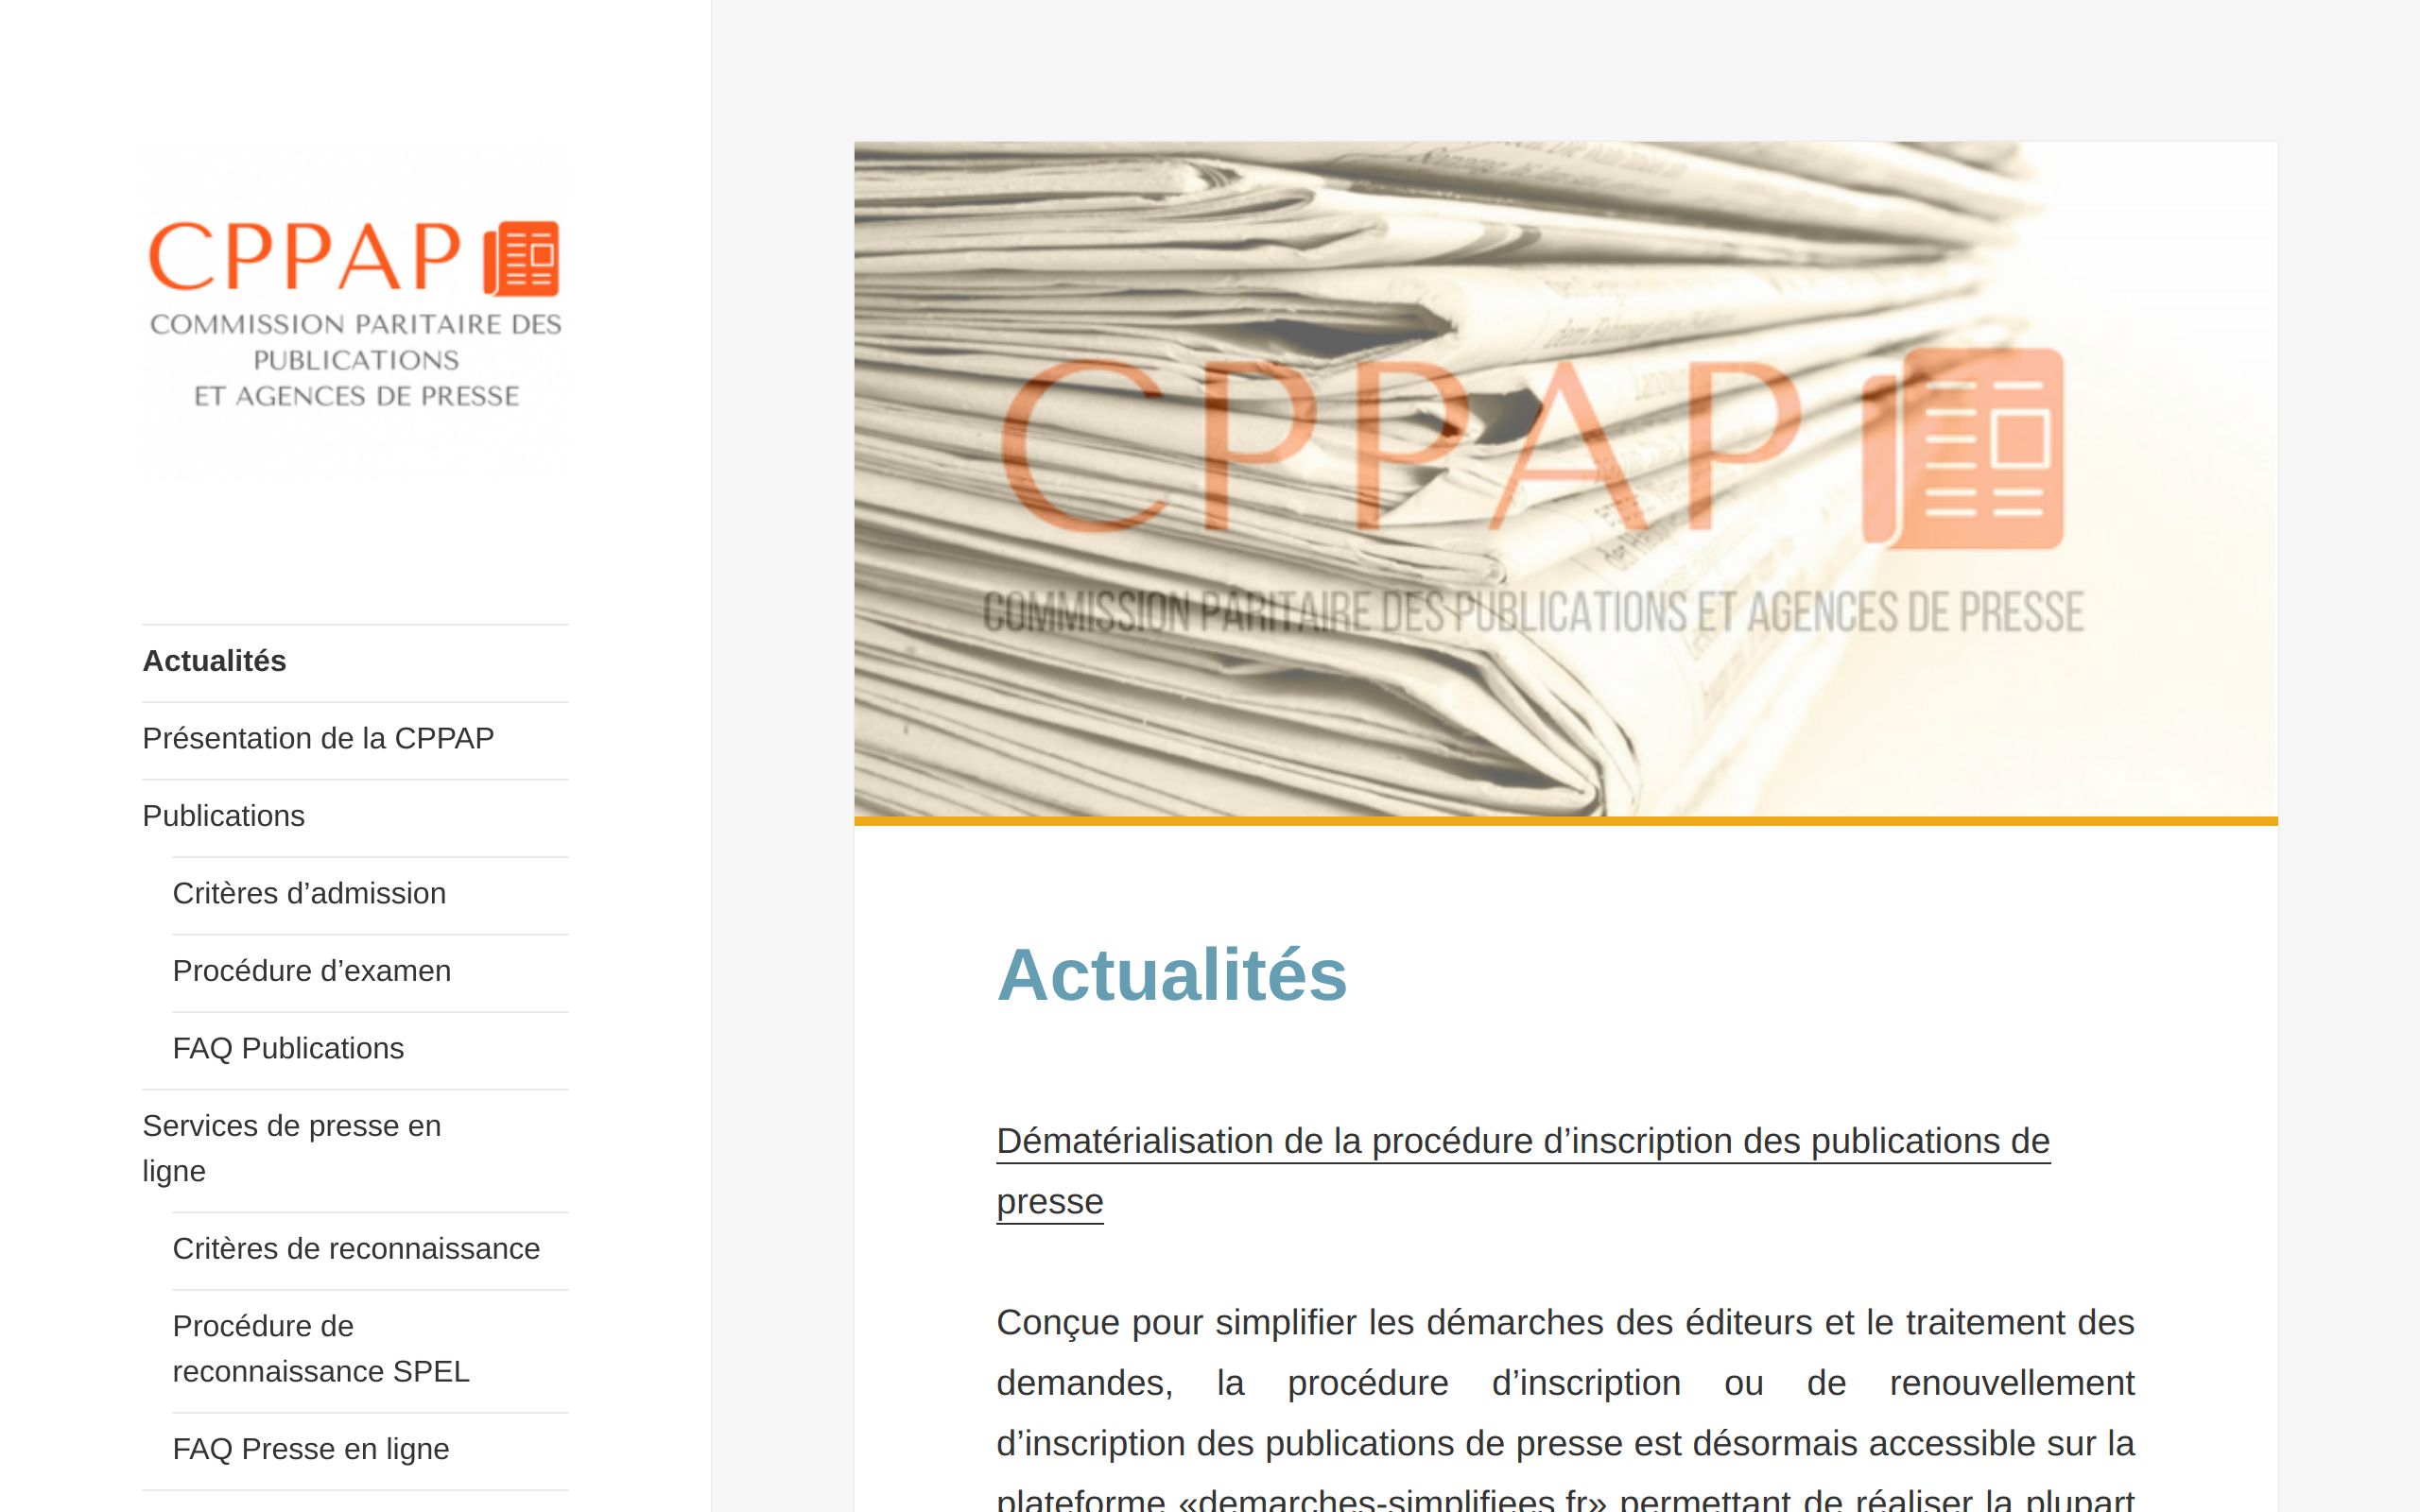 CPPAP
COMMISSION PARITAIRE DES
PUBLICATIONS
ET AGENCES DE PRESSE
Actualités
Présentation de la CPPAP
Publications
Critères d’admission
Procédure d’examen
FAQ Publications
Services de presse en
ligne
Critères de reconnaissance
Procédure de
reconnaissance SPEL
FAQ Presse en ligne
CPPAP
COMMISSION PARITAIRE DES PUBLICATIONS ET AGENCES DE PRESSE
Actualités
Dématérialisation de la procédure d’inscription des publications de
presse
Conçue pour simplifier les démarches des éditeurs et le traitement des
demandes, la procédure d’inscription ou de renouvellement
d’inscription des publications de presse est désormais accessible sur la
plateforme «demarches-simplifiees.fr» permettant de réaliser la plupart